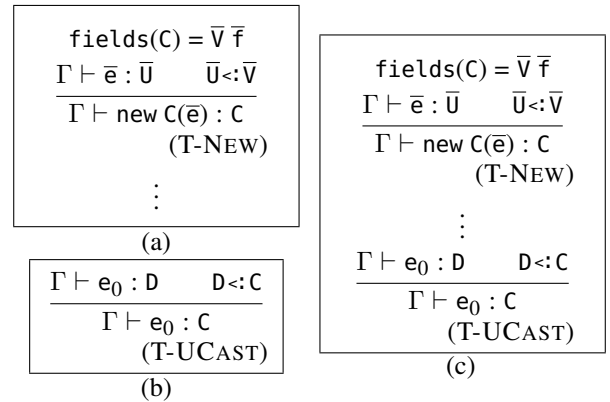 fields(C) = V̅ f̅
Γ ⊢ e̅ : U̅ U̅<:V̅
Γ ⊢ new C(e̅) : C
(T-NEW)
⋮
(a)
Γ ⊢ e₀ : D D<:C
Γ ⊢ e₀ : C
(T-UCAST)
(b)
fields(C) = V̅ f̅
Γ ⊢ e̅ : U̅ U̅<:V̅
Γ ⊢ new C(e̅) : C
(T-NEW)
⋮
Γ ⊢ e₀ : D D<:C
Γ ⊢ e₀ : C
(T-UCAST)
(c)